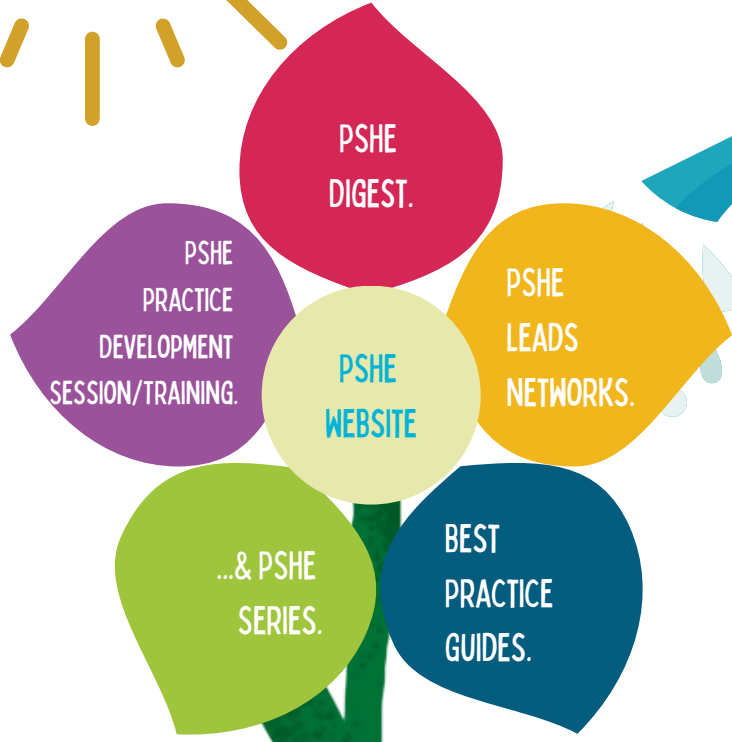 PSHE
DIGEST.
PSHE
PRACTICE
DEVELOPMENT
SESSION/TRAINING.
PSHE
LEADS
NETWORKS.
PSHE
WEBSITE
...& PSHE
SERIES.
BEST
PRACTICE
GUIDES.